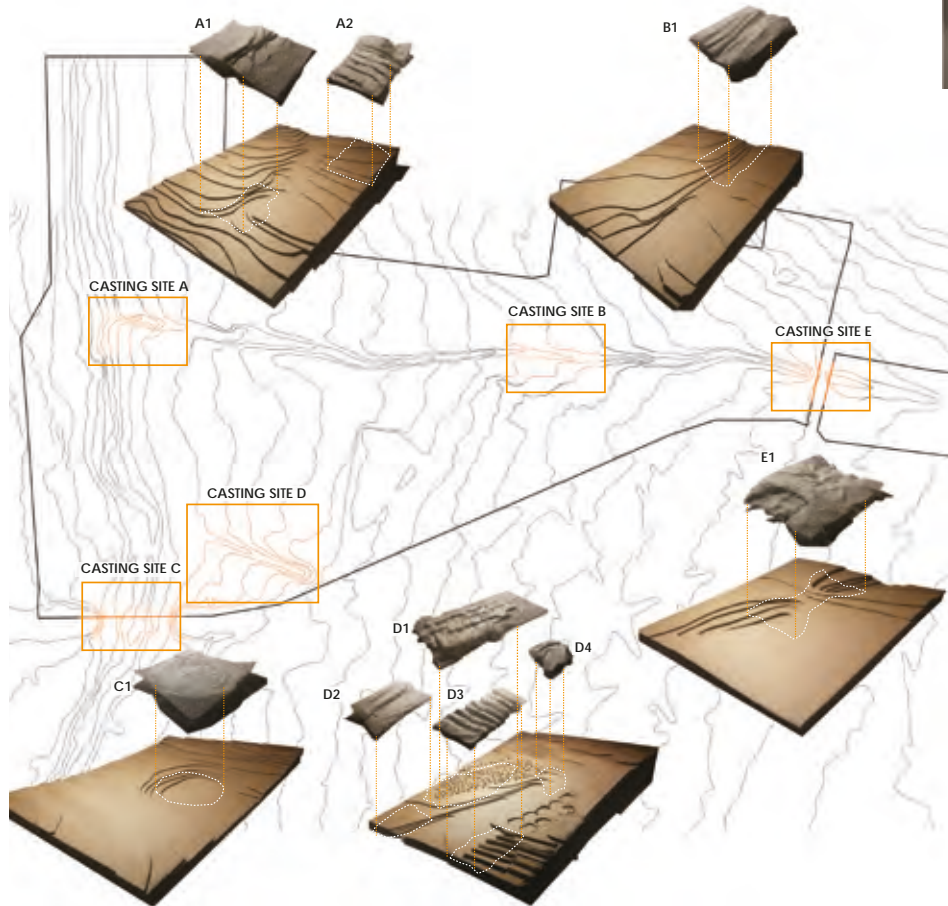 A1
A2
B1
CASTING SITE A
CASTING SITE B
CASTING SITE E
E1
CASTING SITE D
CASTING SITE C
D1
D4
C1
D2
D3